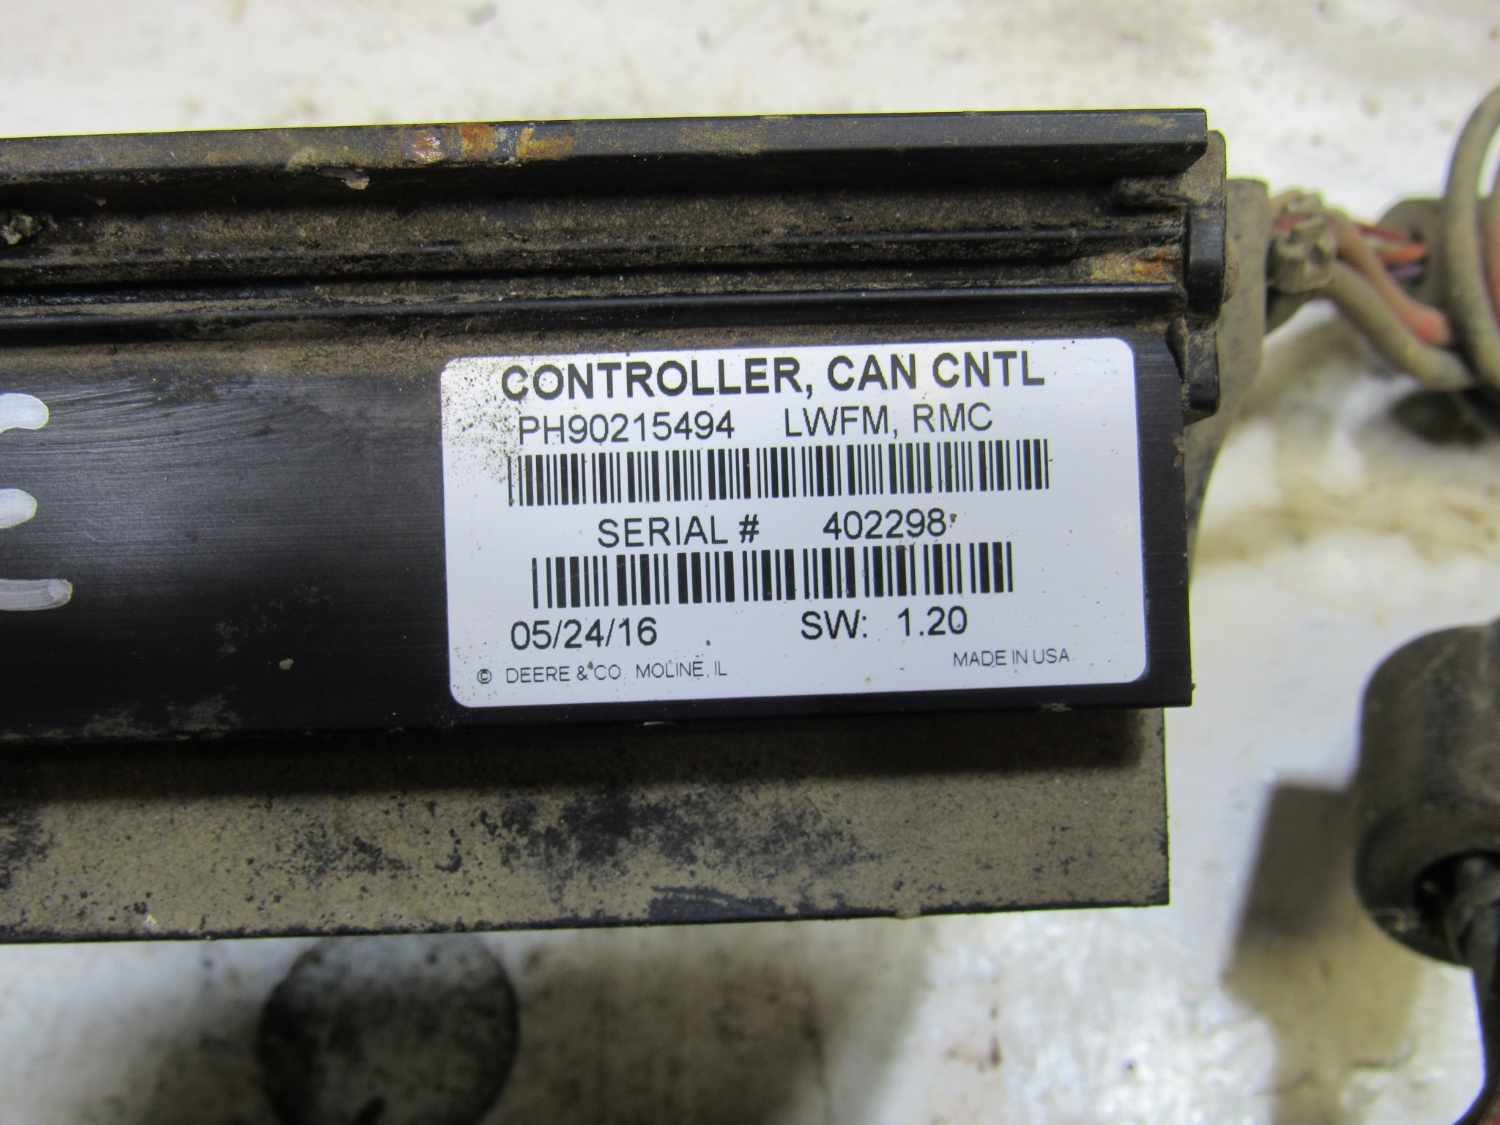 CONTROLLER, CAN CNTL
PH90215494 LWFM, RMC
SERIAL # 402298
05/24/16 SW: 1.20
© DEERE & CO. MOLINE, IL MADE IN USA